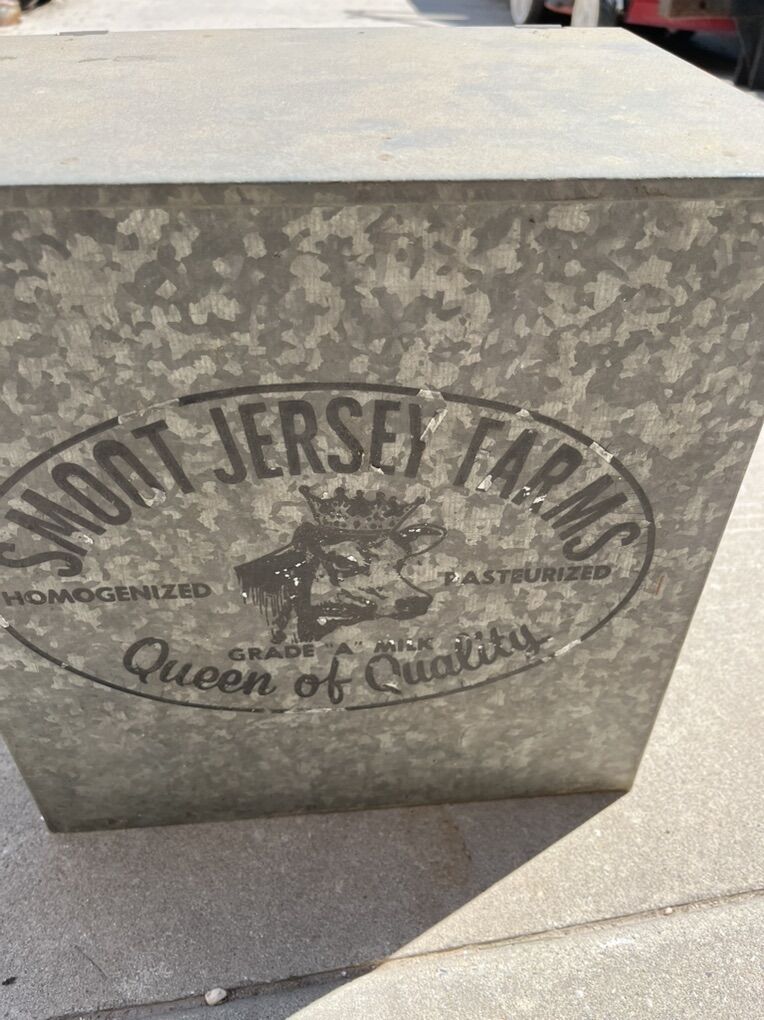 SMOOT JERSEY FARMS
HOMOGENIZED
PASTEURIZED
GRADE "A" MILK
Queen of Quality